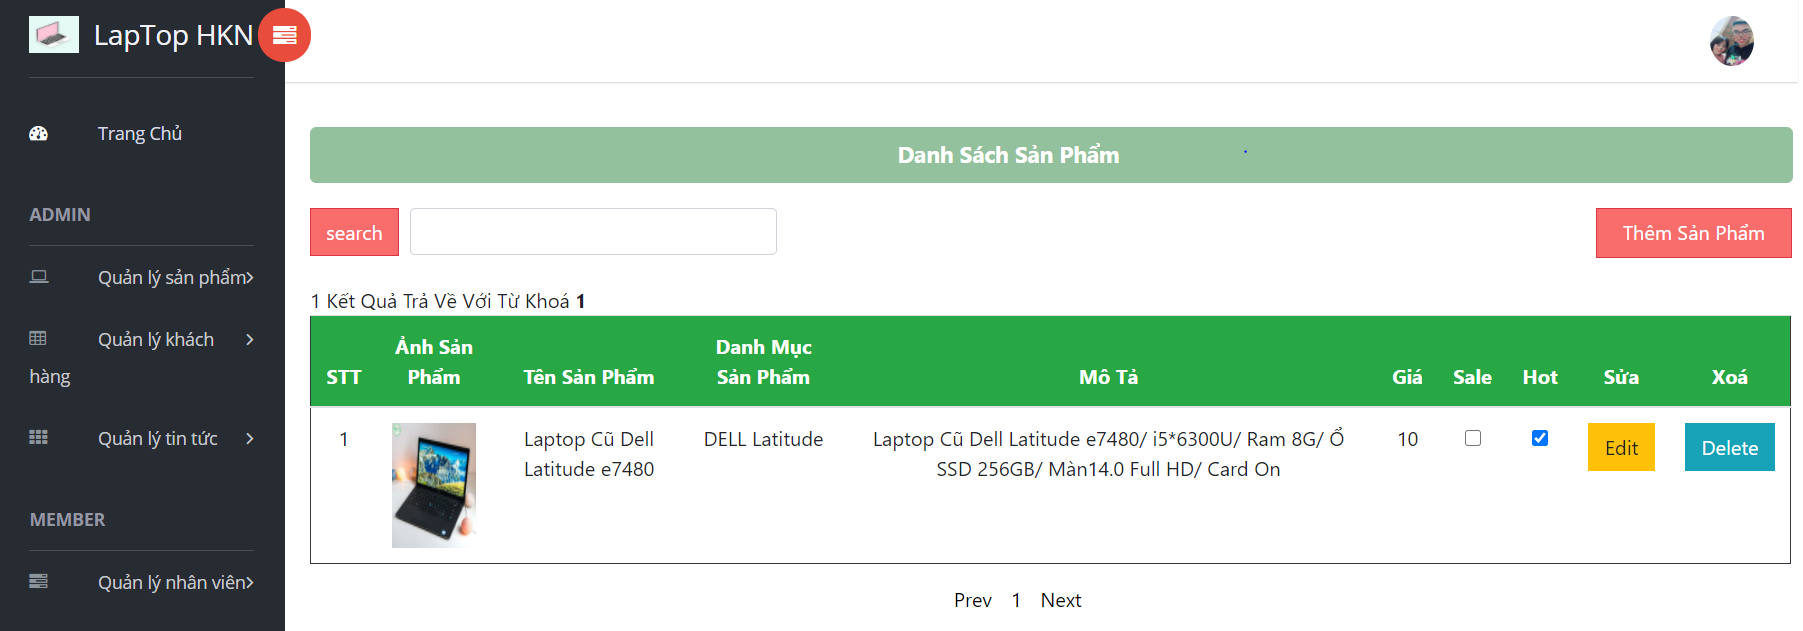 LapTop HKN
Trang Chủ
ADMIN
Quản lý sản phẩm
Quản lý khách
hàng
Quản lý tin tức
MEMBER
Quản lý nhân viên
Danh Sách Sản Phẩm
search
Thêm Sản Phẩm
1 Kết Quả Trả Về Với Từ Khoá 1
STT Ảnh Sản Phẩm Tên Sản Phẩm Danh Mục Sản Phẩm Mô Tả Giá Sale Hot Sửa Xoá
1 Laptop Cũ Dell DELL Latitude Laptop Cũ Dell Latitude e7480/ i5*6300U/ Ram 8G/ Ổ 10 Edit Delete
Latitude e7480 SSD 256GB/ Màn14.0 Full HD/ Card On
Prev 1 Next